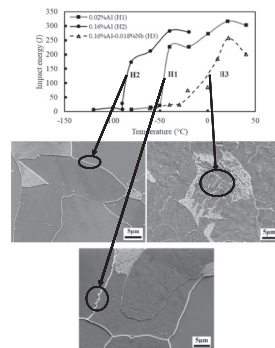 0.02%Al (H1)
0.16%Al (H2)
0.16%Al-0.018%Nb (H3)
Impact energy (J)
350
300
250
200
150
100
50
0
H2
H1
H3
-150
-100
-50
0
50
Temperature (°C)
5µm
5µm
5µm